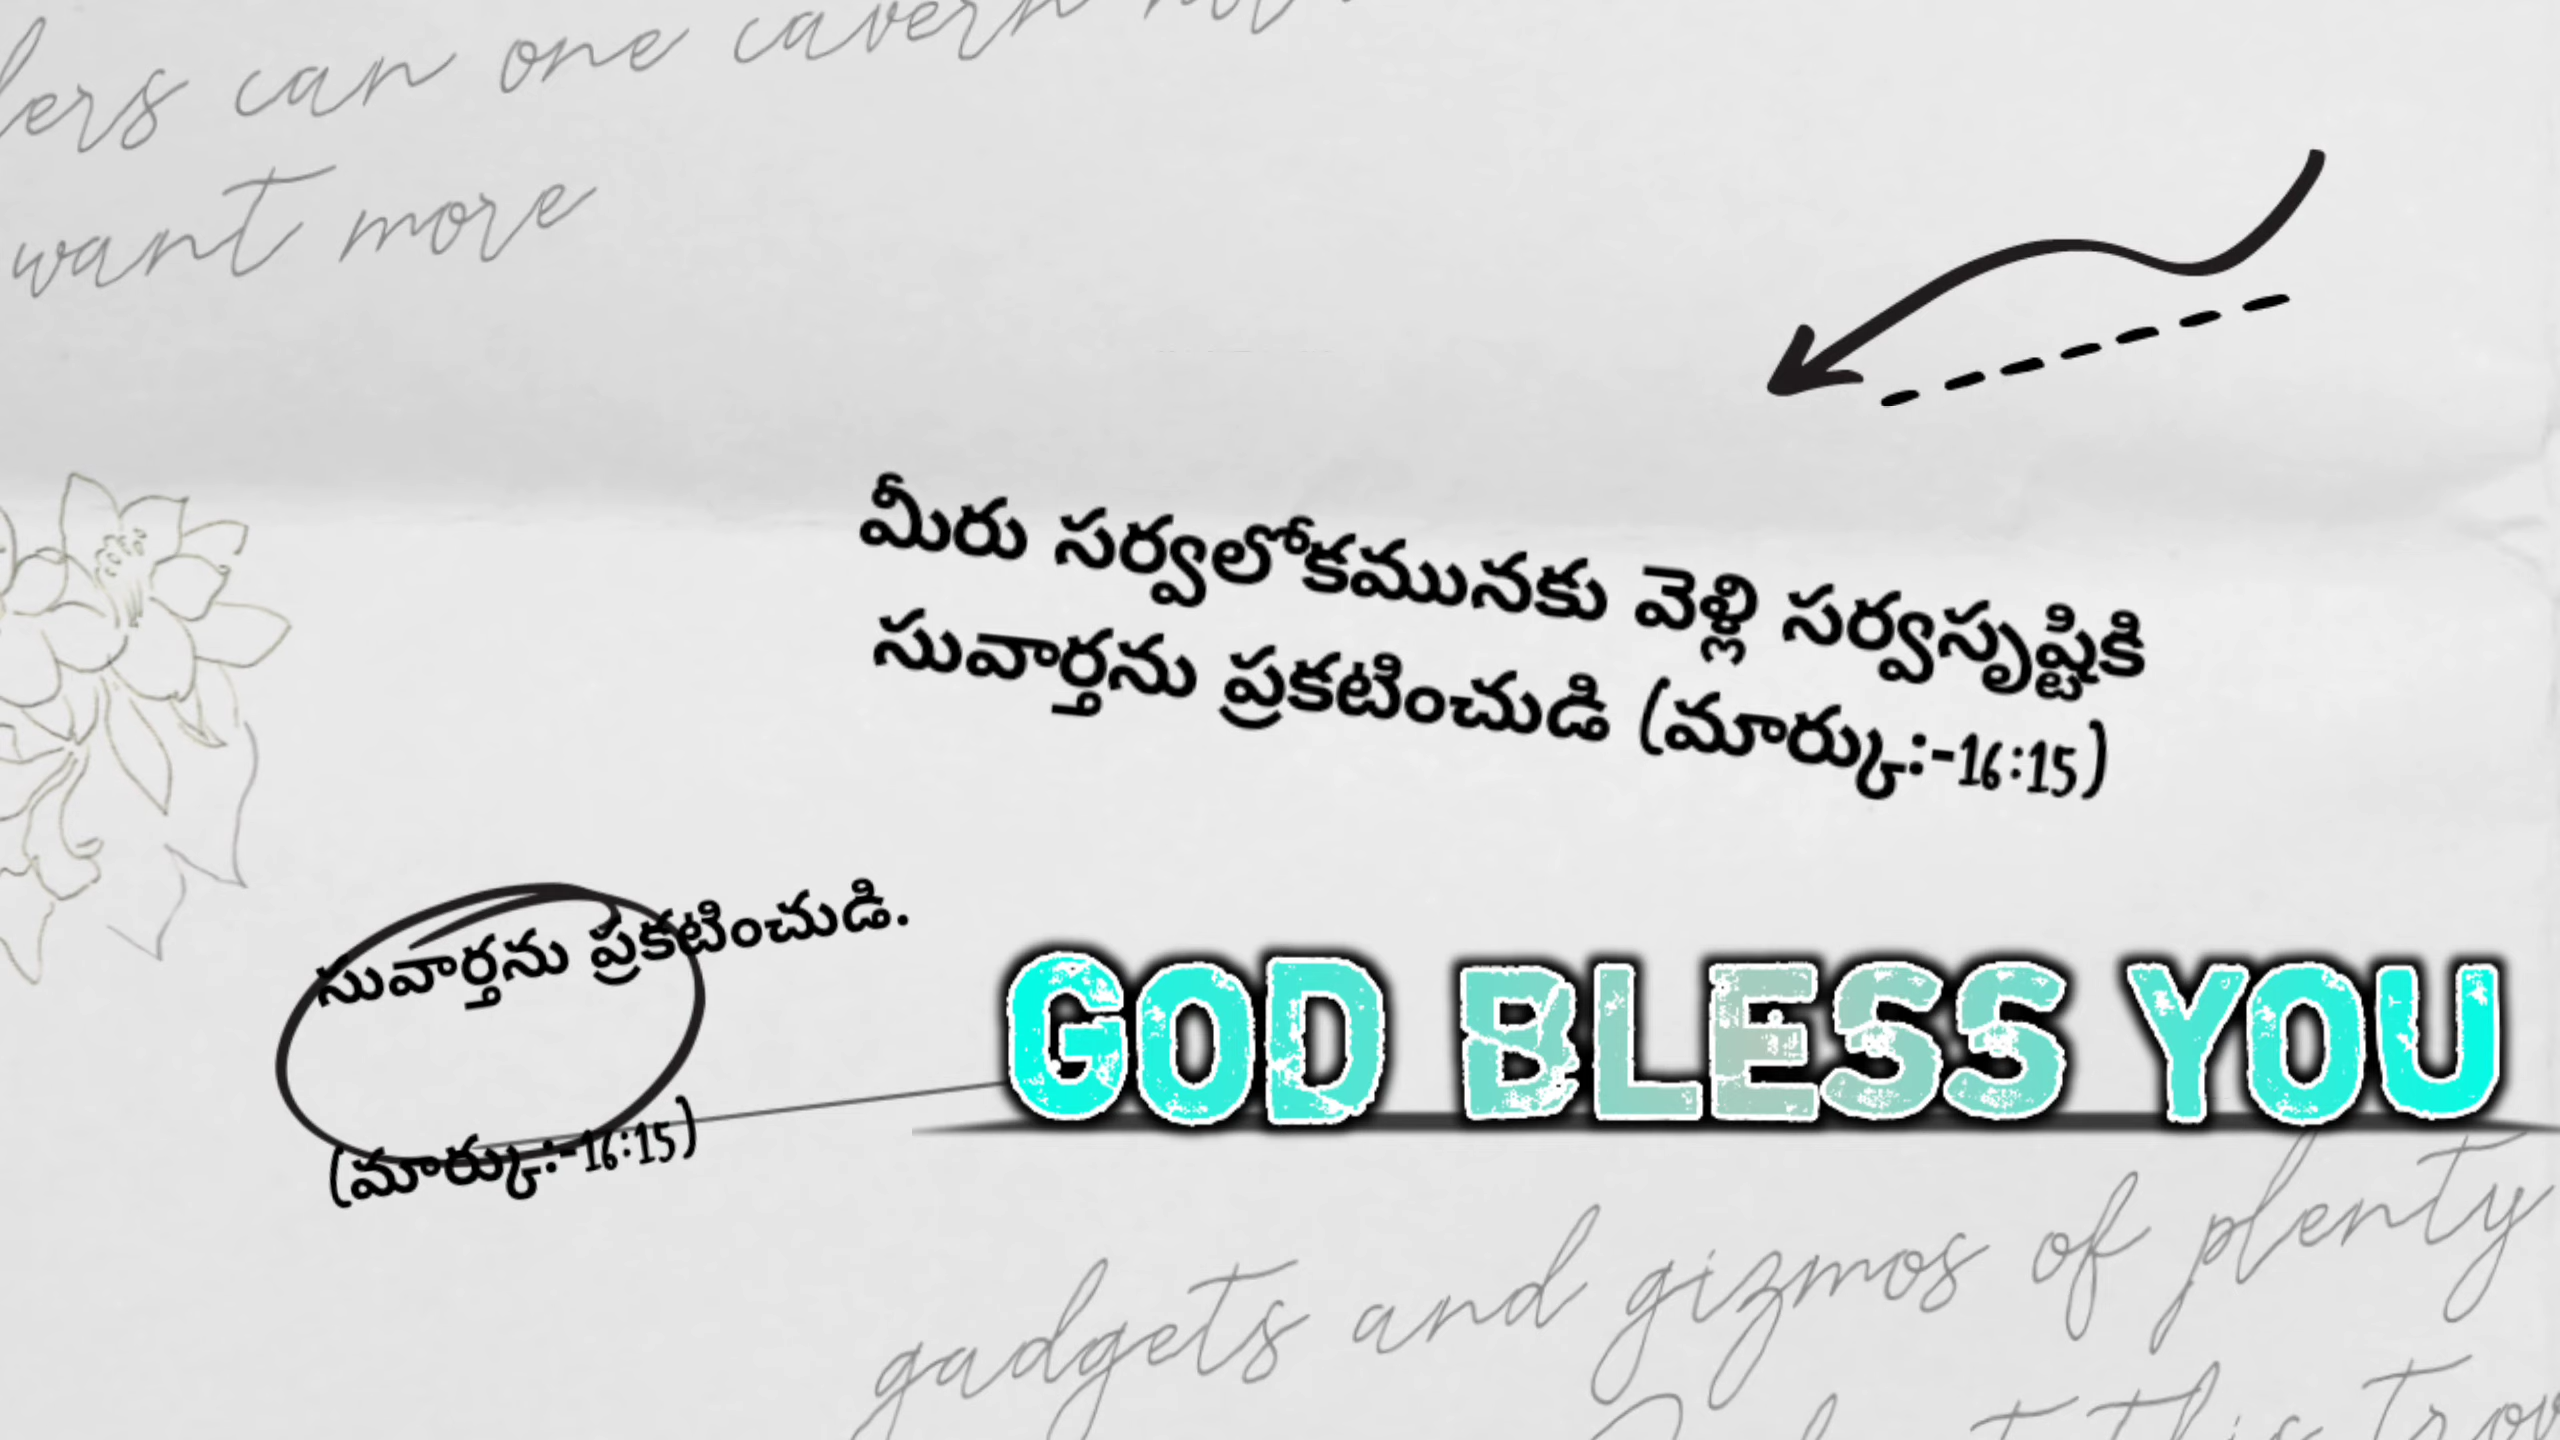 can one cavern
want more
మీరు సర్వలోకమునకు వెళ్లి సర్వసృష్టికి
సువార్తను ప్రకటించుడి (మార్కు:-16:15)
సువార్తను ప్రకటించుడి.
(మార్కు:-16:15)
GOD BLESS YOU
gadgets and gizmos of plenty